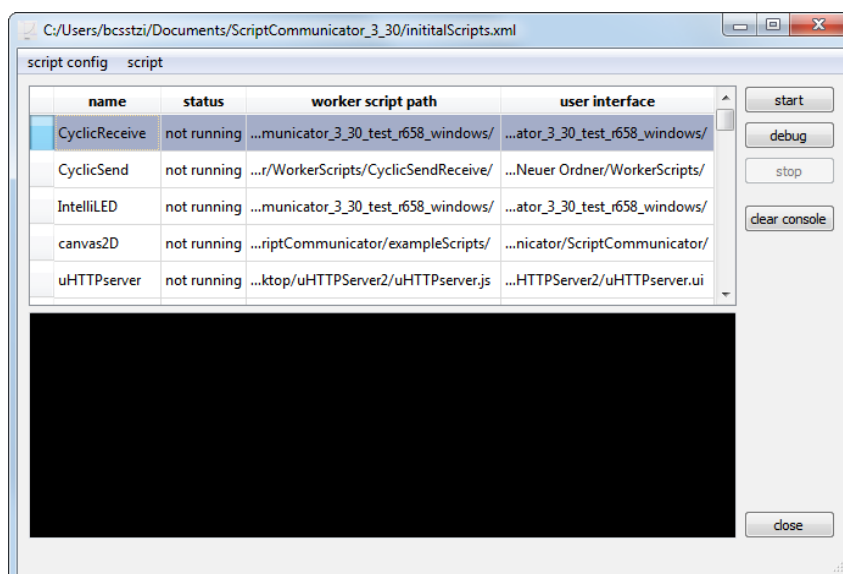 C:/Users/bcsstzi/Documents/ScriptCommunicator_3_30/inititalScripts.xml
script config script
name status worker script path user interface
CyclicReceive not running ...municator_3_30_test_r658_windows/ ...ator_3_30_test_r658_windows/
CyclicSend not running ...r/WorkerScripts/CyclicSendReceive/ ...Neuer Ordner/WorkerScripts/
IntelliLED not running ...municator_3_30_test_r658_windows/ ...ator_3_30_test_r658_windows/
canvas2D not running ...riptCommunicator/exampleScripts/ ...nicator/ScriptCommunicator/
uHTTPserver not running ...ktop/uHTTPServer2/uHTTPserver.js ...HTTPServer2/uHTTPserver.ui
start
debug
stop
clear console
close